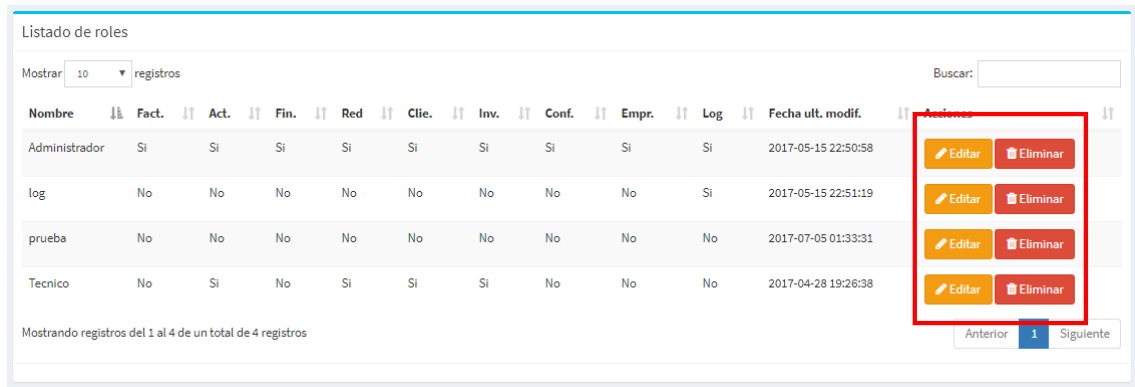 Listado de roles
Mostrar 10 registros Buscar:
Nombre Fact. Act. Fin. Red Clie. Inv. Conf. Empr. Log Fecha ult. modif. Acciones
Administrador Si Si Si Si Si Si Si Si Si 2017-05-15 22:50:58 Editar Eliminar
log No No No No No No No No Si 2017-05-15 22:51:19 Editar Eliminar
prueba No No No No No No No No No 2017-07-05 01:33:31 Editar Eliminar
Tecnico No Si No Si Si Si No No No 2017-04-28 19:26:38 Editar Eliminar
Mostrando registros del 1 al 4 de un total de 4 registros Anterior 1 Siguiente